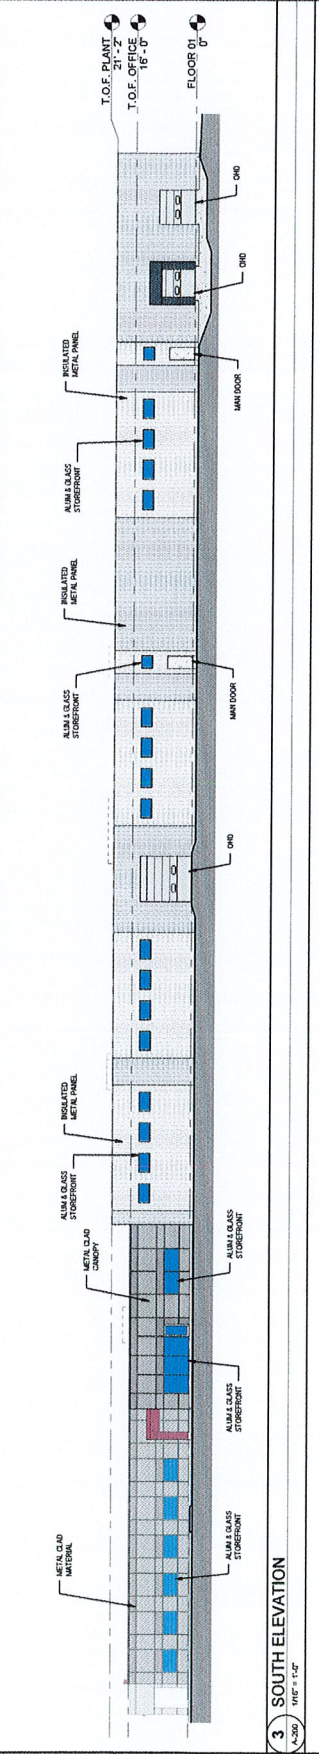 METAL CLAD
MATERIAL
ALUM & GLASS
STOREFRONT
METAL CLAD
CANOPY
ALUM & GLASS
STOREFRONT
ALUM & GLASS
STOREFRONT
ALUM & GLASS
STOREFRONT
INSULATED
METAL PANEL
OHD
ALUM & GLASS
STOREFRONT
MAN DOOR
INSULATED
METAL PANEL
ALUM & GLASS
STOREFRONT
INSULATED
METAL PANEL
MAN DOOR
OHD
OHD
T.O.F. PLANT
21' - 2"
T.O.F. OFFICE
16' - 0"
FLOOR 01
0"
3 SOUTH ELEVATION
A-200 1/16" = 1'-0"